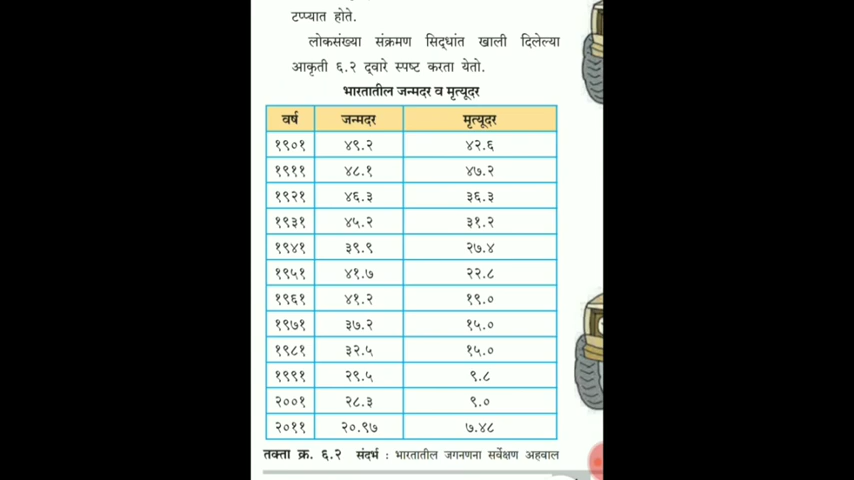 टप्प्यात होते.
लोकसंख्या संक्रमण सिद्धांत खाली दिलेल्या
आकृती ६.२ द्वारे स्पष्ट करता येतो.
भारतातील जन्मदर व मृत्यूदर
वर्ष जन्मदर मृत्यूदर
१९०१ ४९.२ ४२.६
१९११ ४८.१ ४७.२
१९२१ ४६.३ ३६.३
१९३१ ४५.२ ३१.२
१९४१ ३९.९ २७.४
१९५१ ४१.७ २२.८
१९६१ ४१.२ १९.०
१९७१ ३७.२ १५.०
१९८१ ३२.५ १५.०
१९९१ २९.५ ९.८
२००१ २८.३ ९.०
२०११ २०.९७ ७.४८
तक्ता क्र. ६.२ संदर्भ : भारतातील जगनणना सर्वेक्षण अहवाल